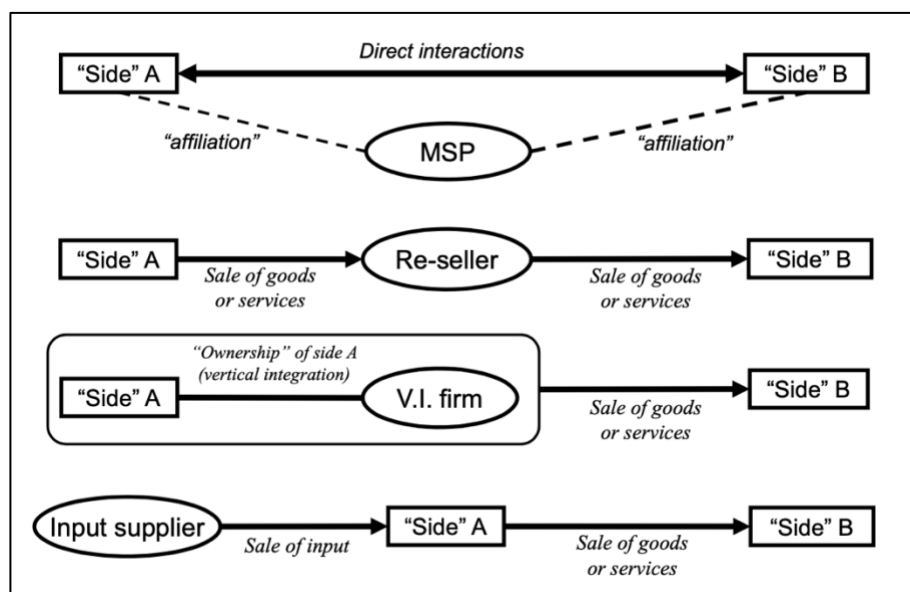 Direct interactions
“Side” A
“Side” B
“affiliation”
“affiliation”
MSP
“Side” A
Re-seller
“Side” B
Sale of goods
or services
Sale of goods
or services
“Ownership” of side A
(vertical integration)
“Side” A
V.I. firm
“Side” B
Sale of goods
or services
Input supplier
“Side” A
“Side” B
Sale of input
Sale of goods
or services